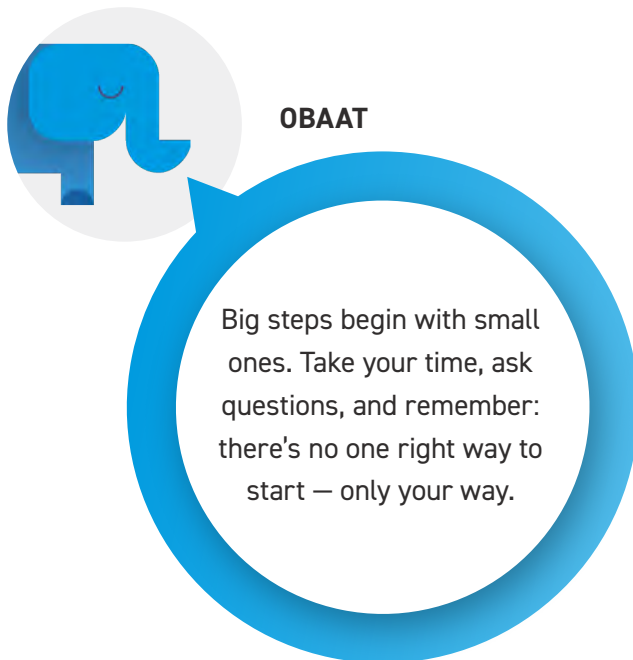 OBAAT
Big steps begin with small
ones. Take your time, ask
questions, and remember:
there's no one right way to
start — only your way.